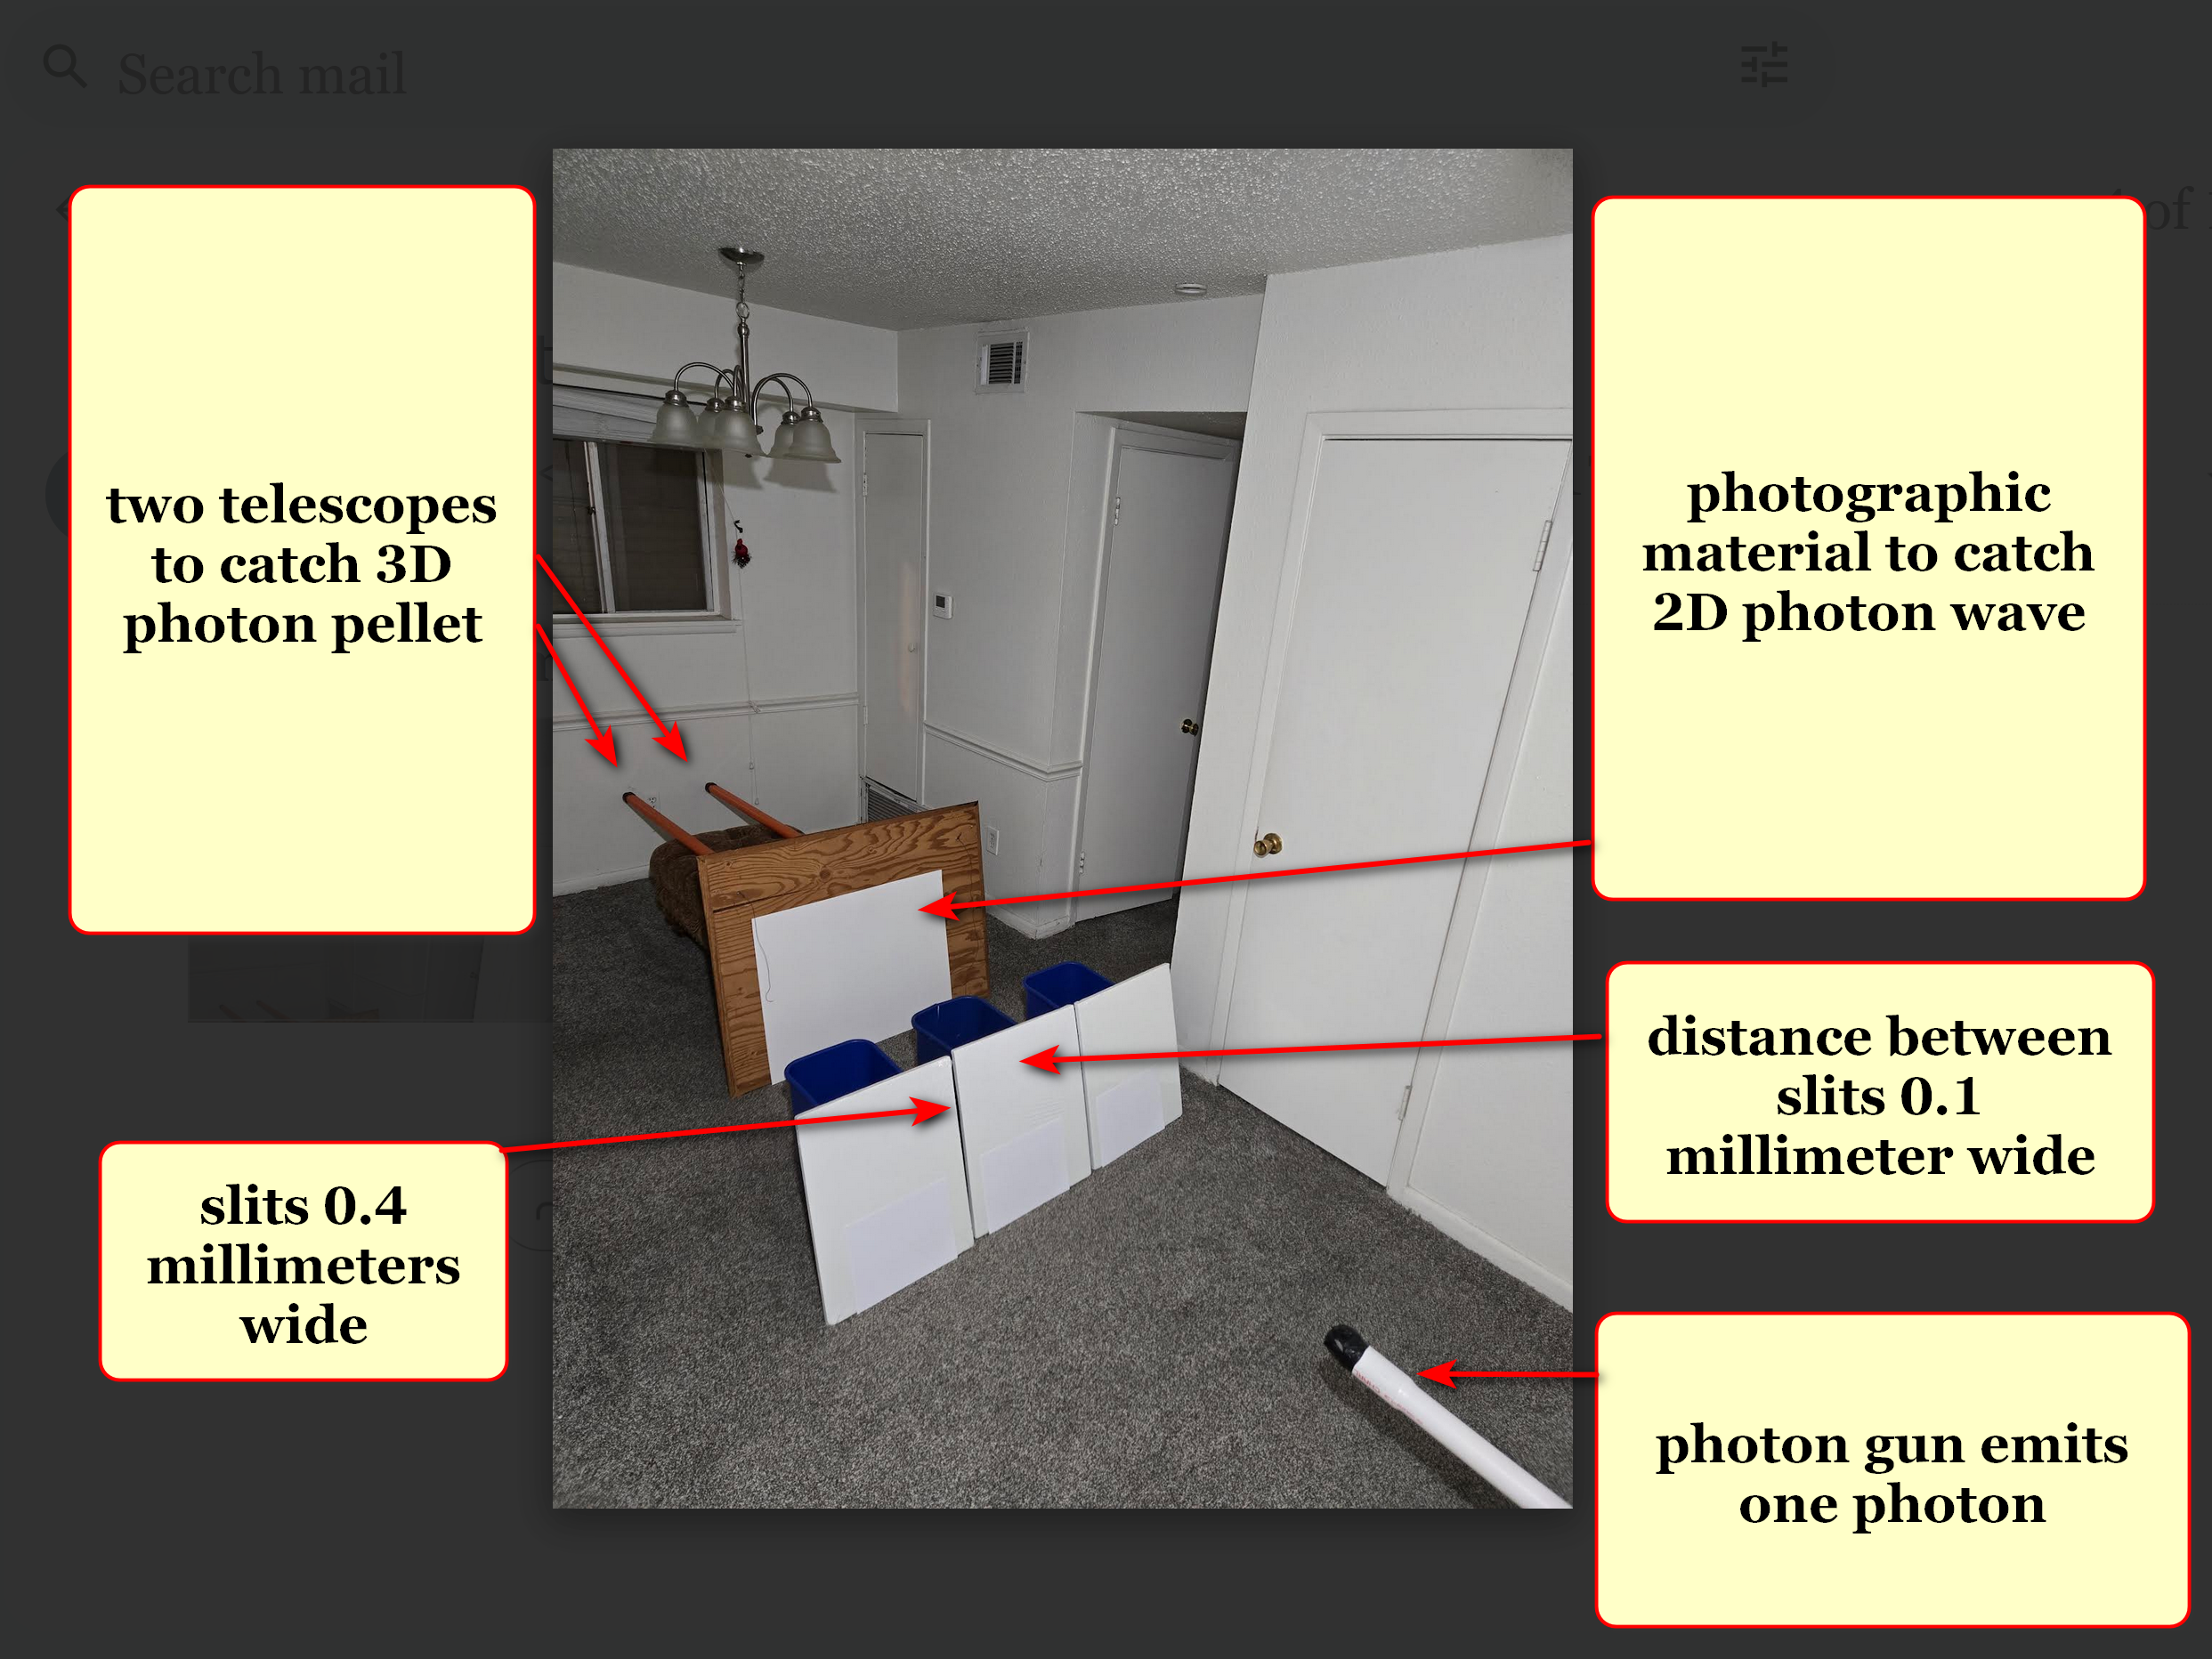 Search mail
of
two telescopes
to catch 3D
photon pellet
photographic
material to catch
2D photon wave
distance between
slits 0.1
millimeter wide
slits 0.4
millimeters
wide
photon gun emits
one photon